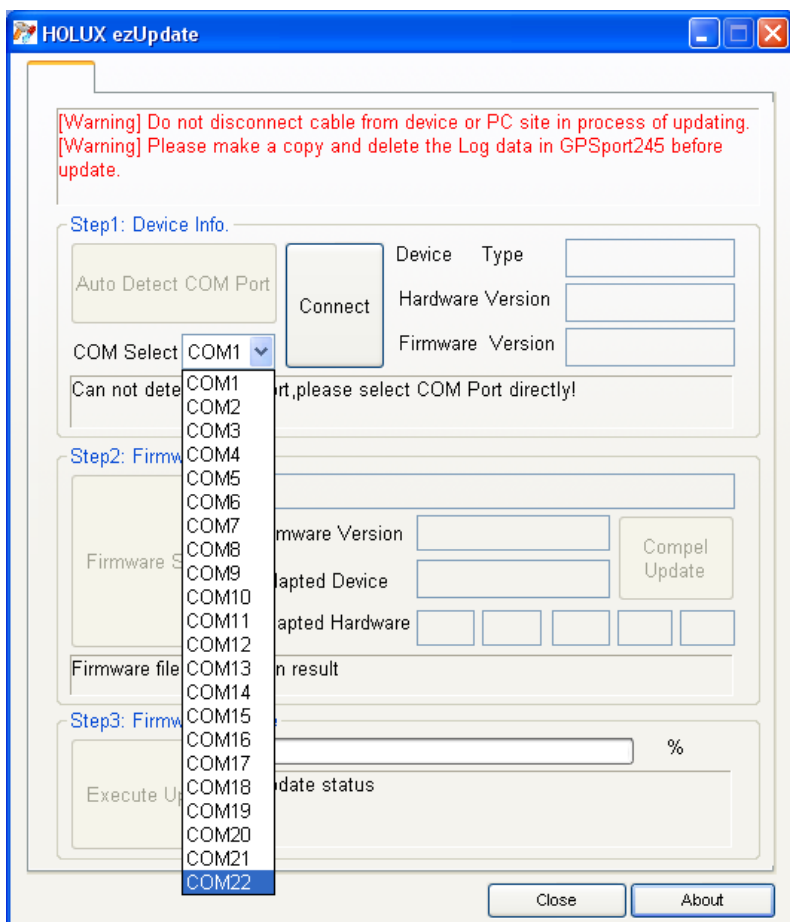 HOLUX ezUpdate
[Warning] Do not disconnect cable from device or PC site in process of updating.
[Warning] Please make a copy and delete the Log data in GPSport245 before
update.
Step1: Device Info.
Auto Detect COM Port
Connect
Device Type
Hardware Version
Firmware Version
COM Select COM1
Can not dete rt,please select COM Port directly!
COM1
COM2
COM3
COM4
COM5
COM6
COM7
COM8
COM9
COM10
COM11
COM12
COM13
COM14
COM15
COM16
COM17
COM18
COM19
COM20
COM21
COM22
Step2: Firmw
Firmware S
mware Version
lapted Device
apted Hardware
Compel
Update
Firmware file n result
Step3: Firmw e
%
Execute Up
date status
Close
About